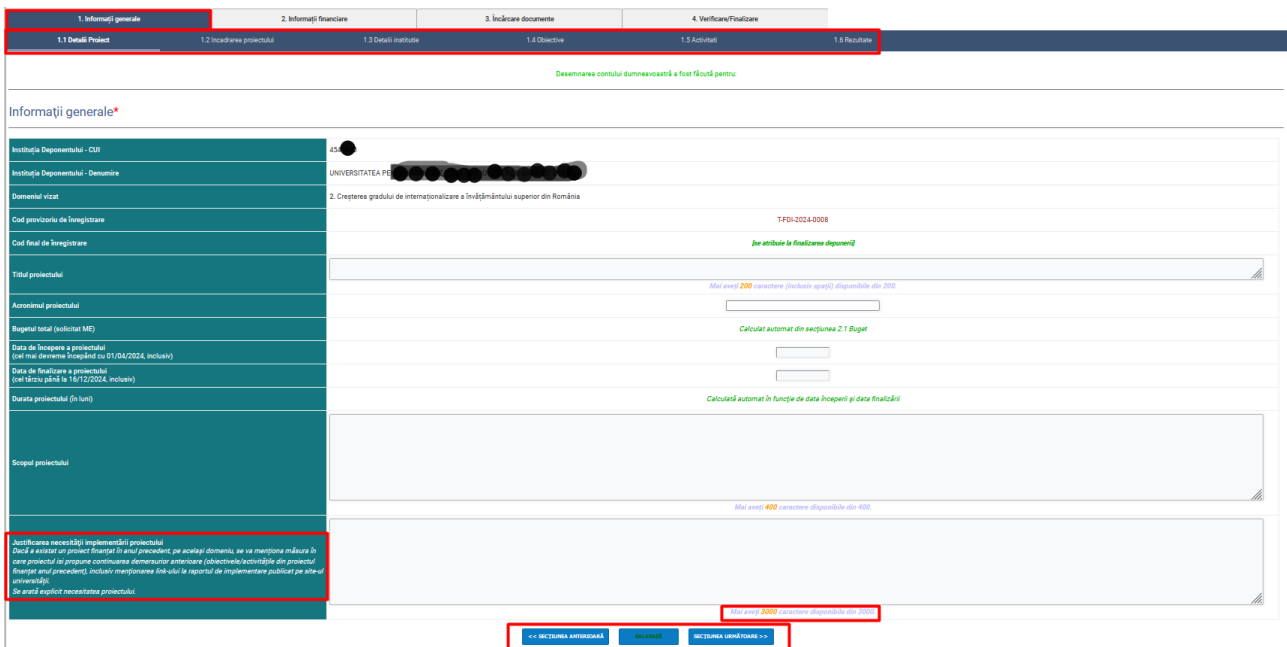 1. Informații generale
2. Informații financiare
3. Încărcare documente
4. Verificare/Finalizare
1.1 Detalii Proiect
1.2 Incadrarea proiectului
1.3 Detalii institutie
1.4 Obiective
1.5 Activitati
1.6 Rezultate
Desemnarea contului dumneavoastră a fost făcută pentru:
Informații generale*
Instituția Deponentului - CUI
454
Instituția Deponentului - Denumire
UNIVERSITATEA PE
Domeniul vizat
2. Creșterea gradului de internaționalizare a învățământului superior din România
Cod provizoriu de înregistrare
T-FDI-2024-0008
Cod final de înregistrare
[se atribuie la finalizarea depunerii]
Titlul proiectului
Mai aveți 200 caractere (inclusiv spații) disponibile din 200.
Acronimul proiectului
Bugetul total (solicitat ME)
Calculat automat din secțiunea 2.1 Buget
Data de începere a proiectului
(cel mai devreme începând cu 01/04/2024, inclusiv)
Data de finalizare a proiectului
(cel târziu până la 16/12/2024, inclusiv)
Durata proiectului (în luni)
Calculată automat în funcție de data începerii și data finalizării
Scopul proiectului
Mai aveți 400 caractere disponibile din 400.
Justificarea necesității implementării proiectului
Dacă a existat un proiect finanțat în anul precedent, pe același domeniu, se va menționa măsura în
care proiectul isi propune continuarea demersurior anterioare (obiectivele/activitățile din proiectul
finanțat anul precedent), inclusiv menționarea link-ului la raportul de implementare publicat pe site-ul
universității.
Se arată explicit necesitatea proiectului.
Mai aveți 3000 caractere disponibile din 3000.
<< SECȚIUNEA ANTERIOARĂ
SALVEAZĂ
SECȚIUNEA URMĂTOARE >>